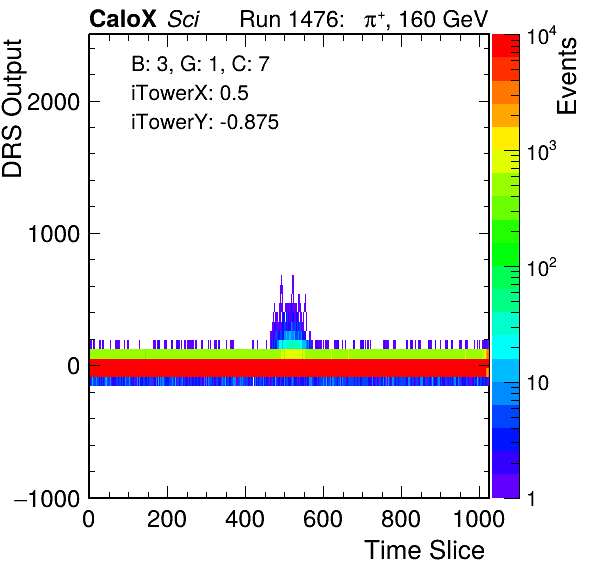 CaloX Sci Run 1476: π⁺, 160 GeV
B: 3, G: 1, C: 7
iTowerX: 0.5
iTowerY: -0.875
DRS Output
2000
1000
0
−1000
0 200 400 600 800 1000
Time Slice
Events
10⁴
10³
10²
10
1